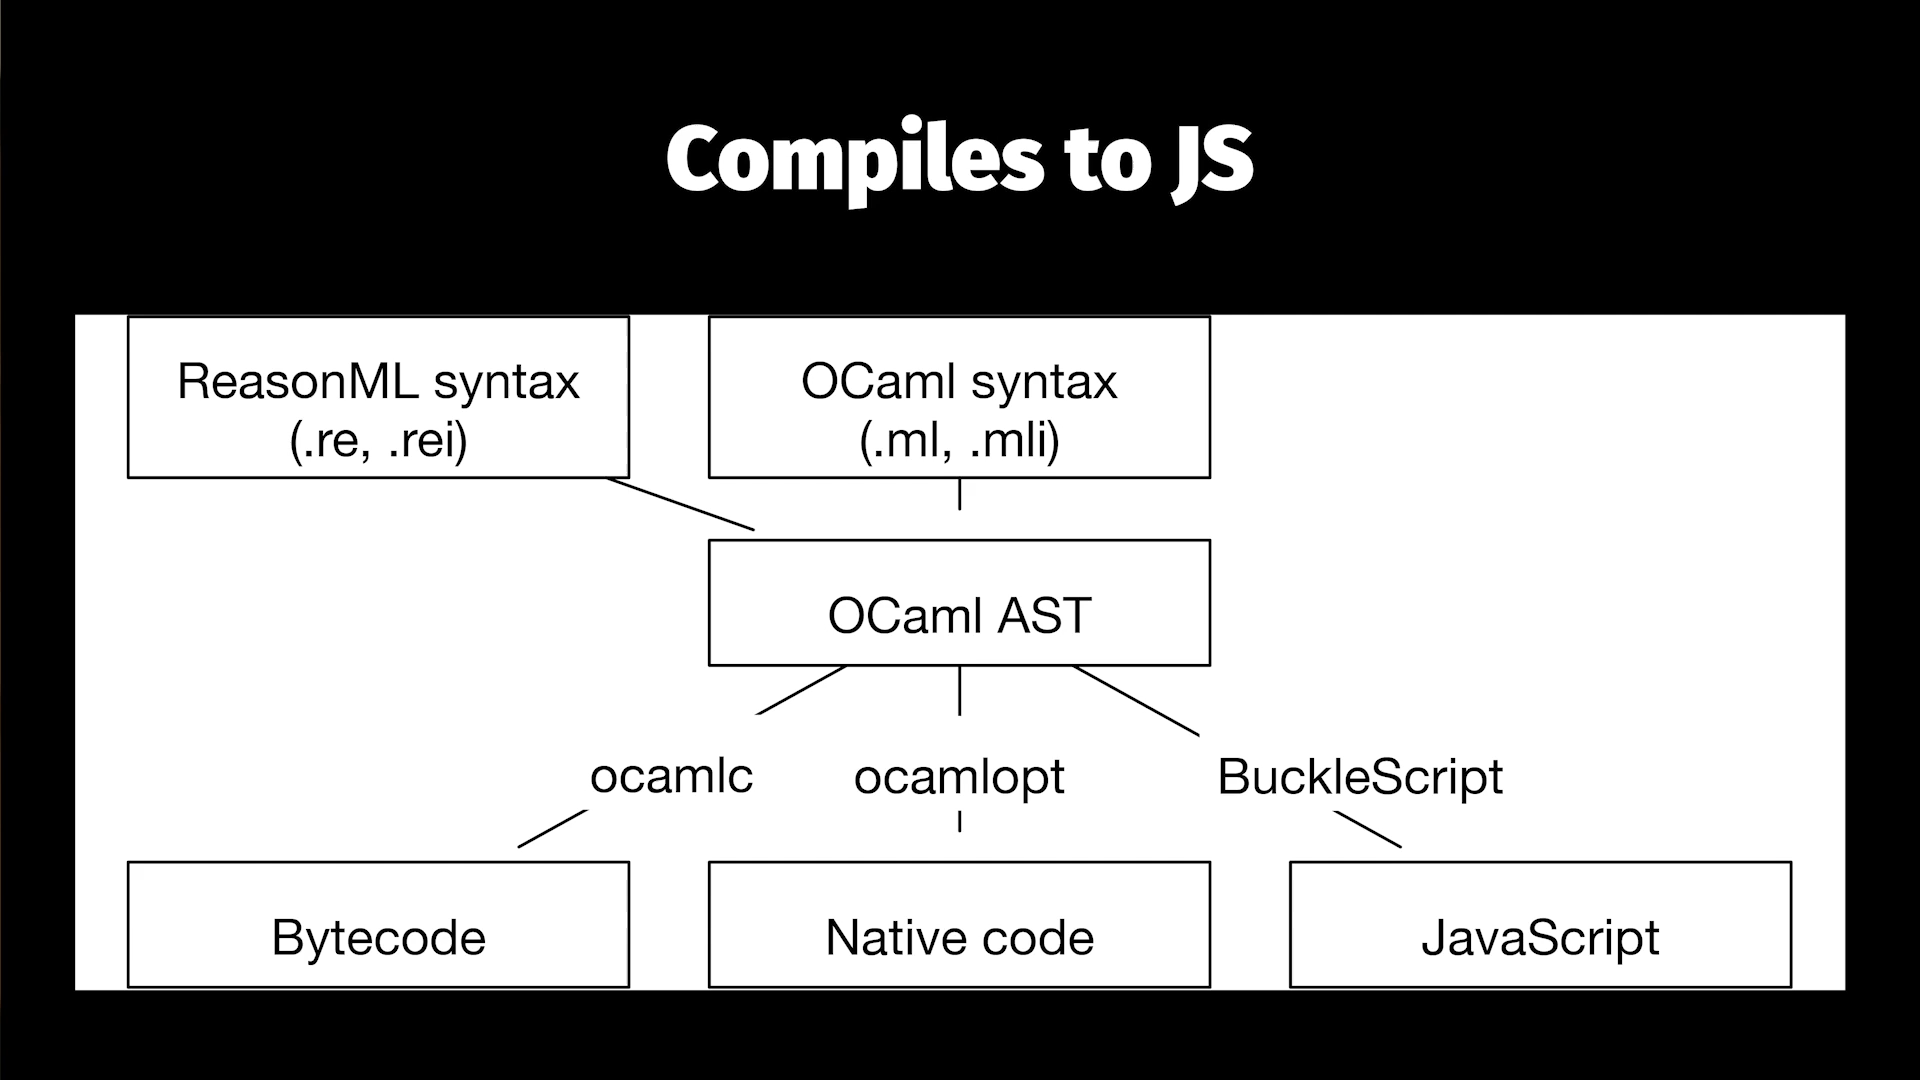 Compiles to JS
ReasonML syntax
(.re, .rei)
OCaml syntax
(.ml, .mli)
OCaml AST
ocamlc
ocamlopt
BuckleScript
Bytecode
Native code
JavaScript